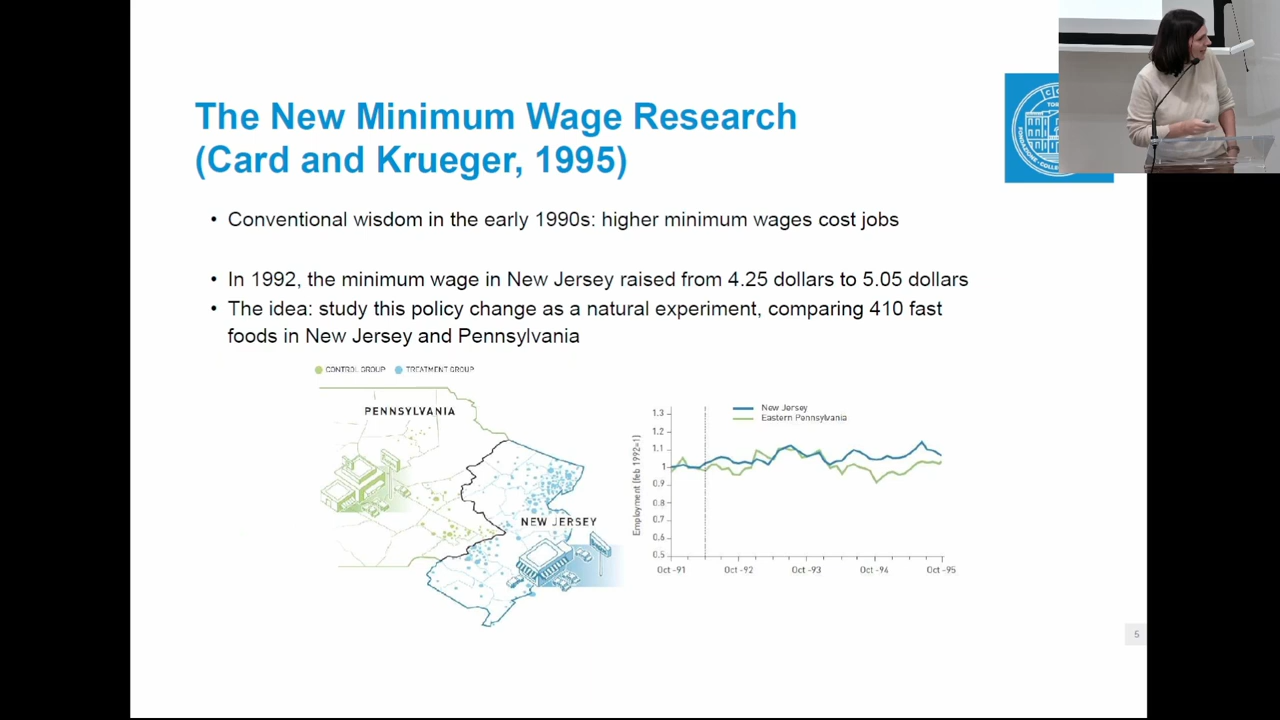 The New Minimum Wage Research
(Card and Krueger, 1995)
• Conventional wisdom in the early 1990s: higher minimum wages cost jobs
• In 1992, the minimum wage in New Jersey raised from 4.25 dollars to 5.05 dollars
• The idea: study this policy change as a natural experiment, comparing 410 fast
foods in New Jersey and Pennsylvania
CONTROL GROUP TREATMENT GROUP
PENNSYLVANIA
NEW JERSEY
New Jersey
Eastern Pennsylvania
Employment (feb 1992=1)
1.3
1.2
1.1
1
0.9
0.8
0.7
0.6
0.5
Oct -91 Oct -92 Oct -93 Oct -94 Oct -95
5